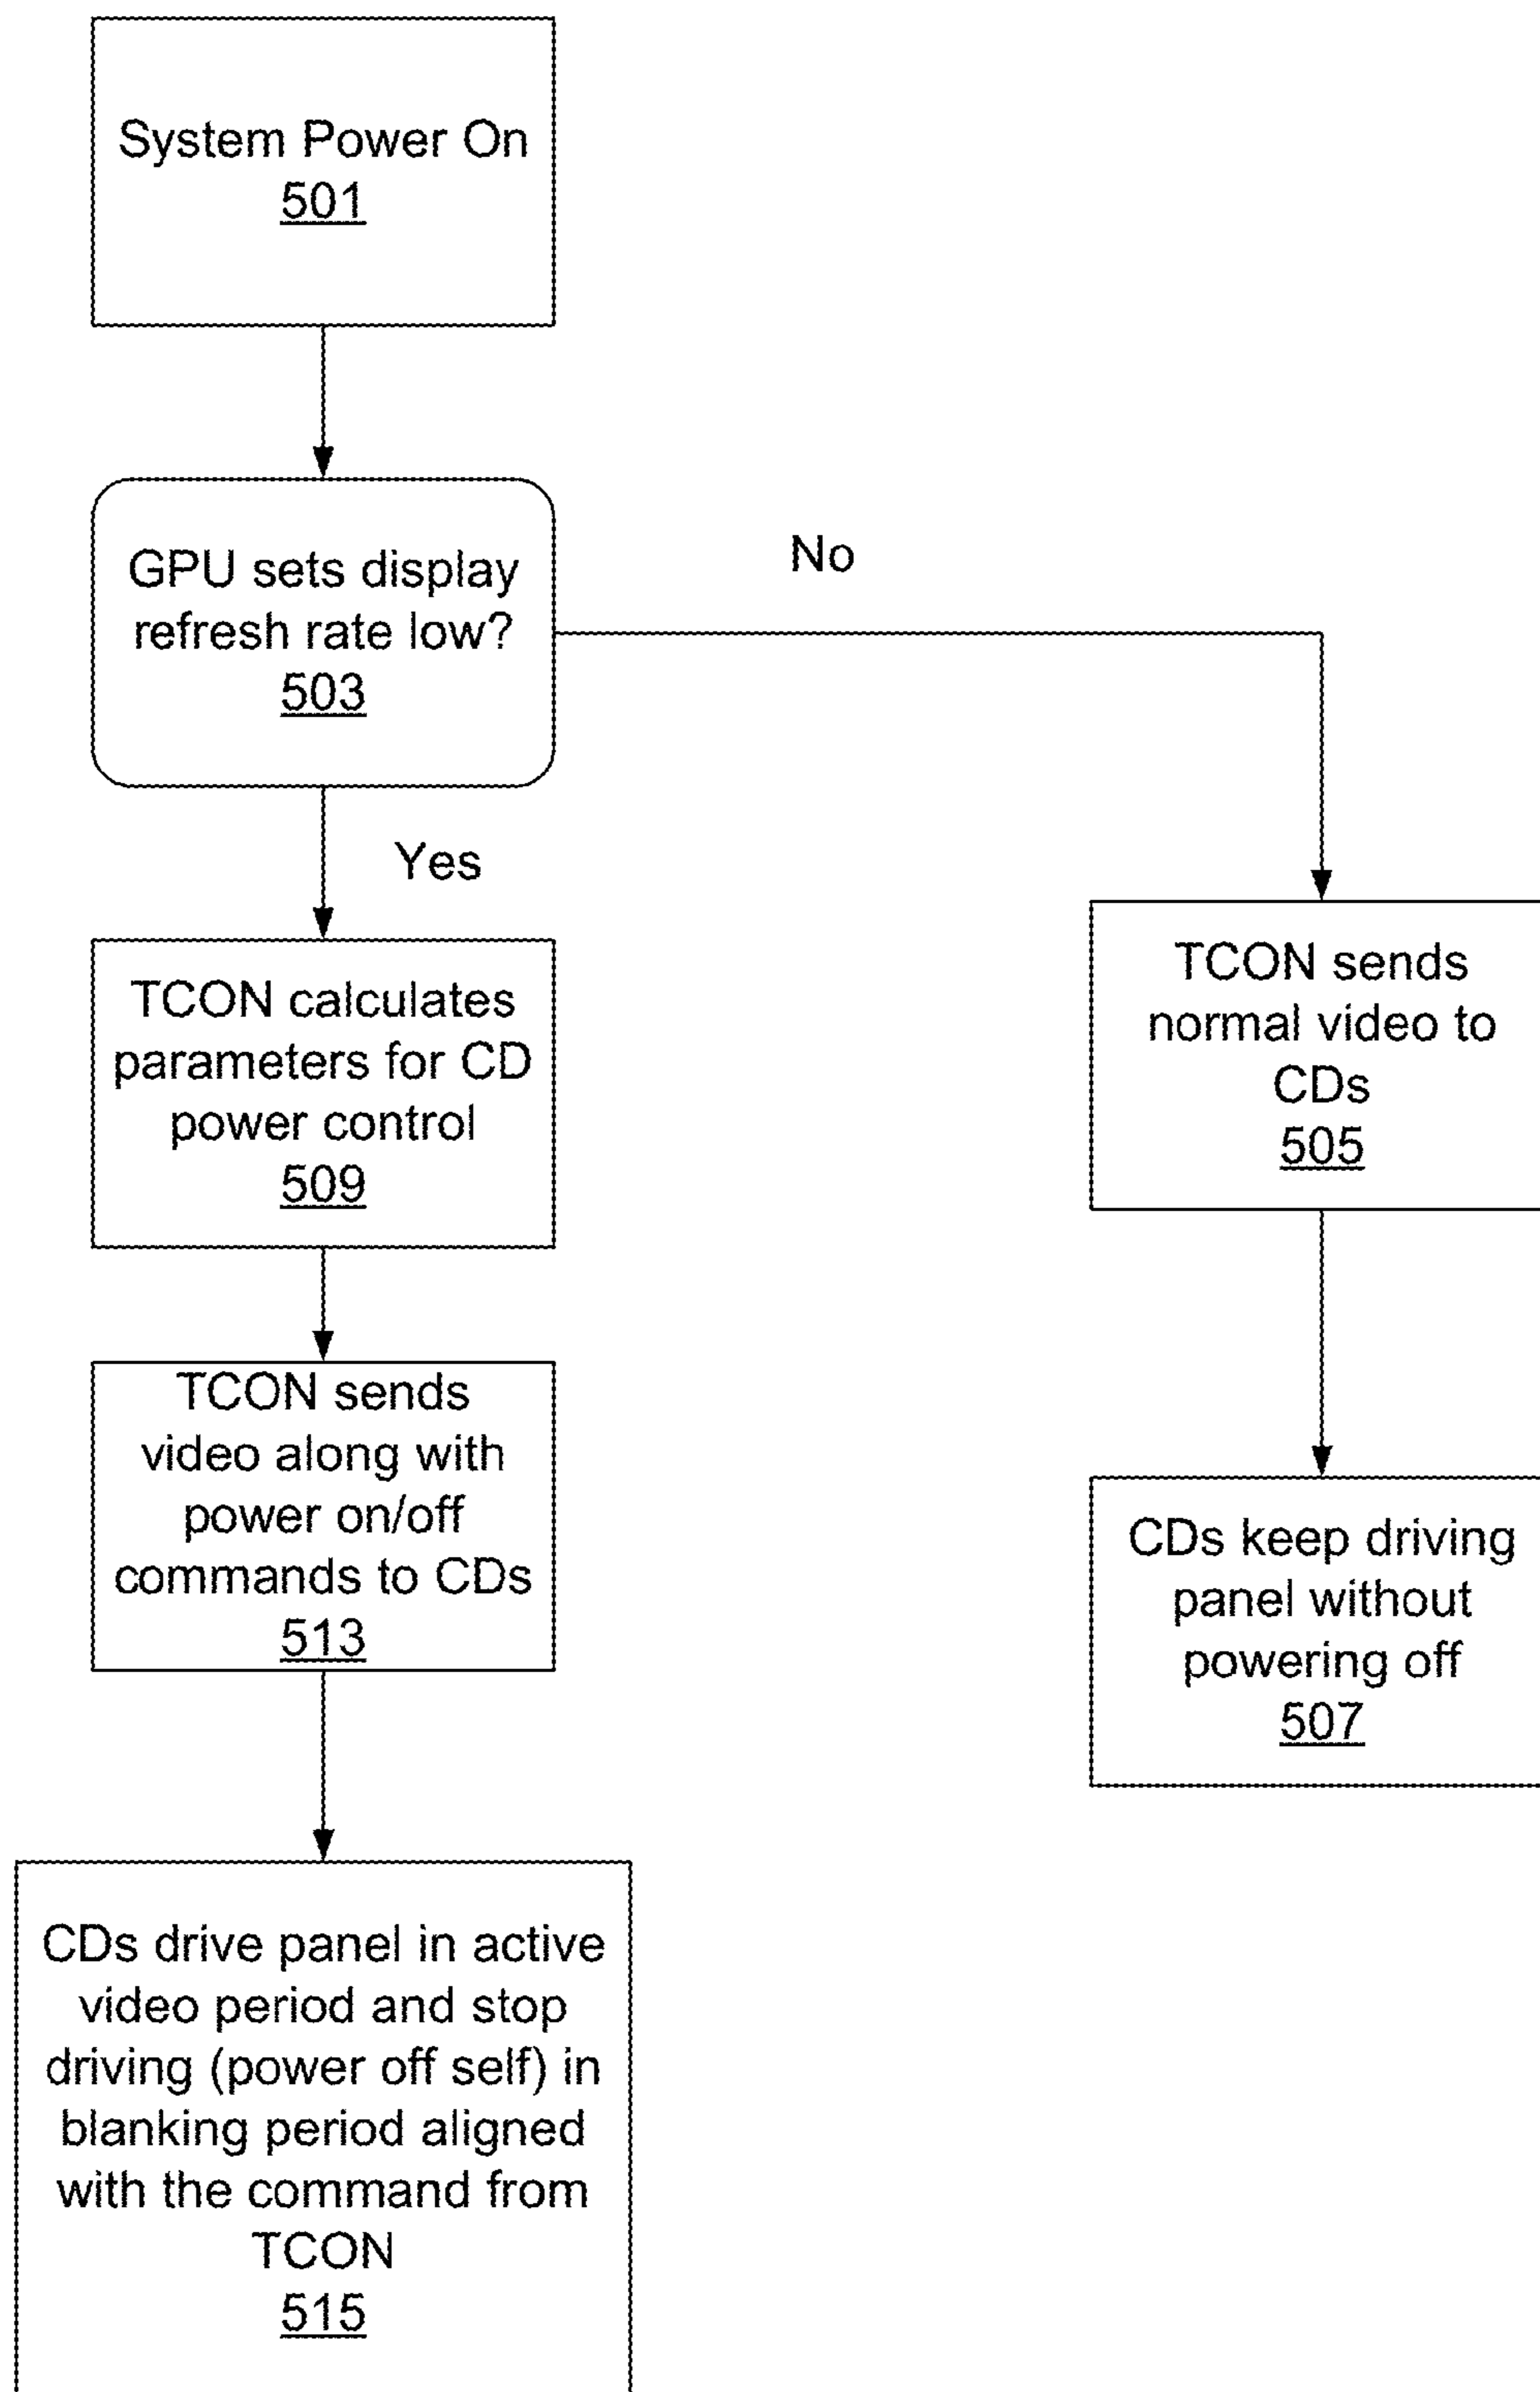 System Power On
501
GPU sets display
refresh rate low?
503
No
Yes
TCON calculates
parameters for CD
power control
509
TCON sends
normal video to
CDs
505
TCON sends
video along with
power on/off
commands to CDs
513
CDs keep driving
panel without
powering off
507
CDs drive panel in active
video period and stop
driving (power off self) in
blanking period aligned
with the command from
TCON
515